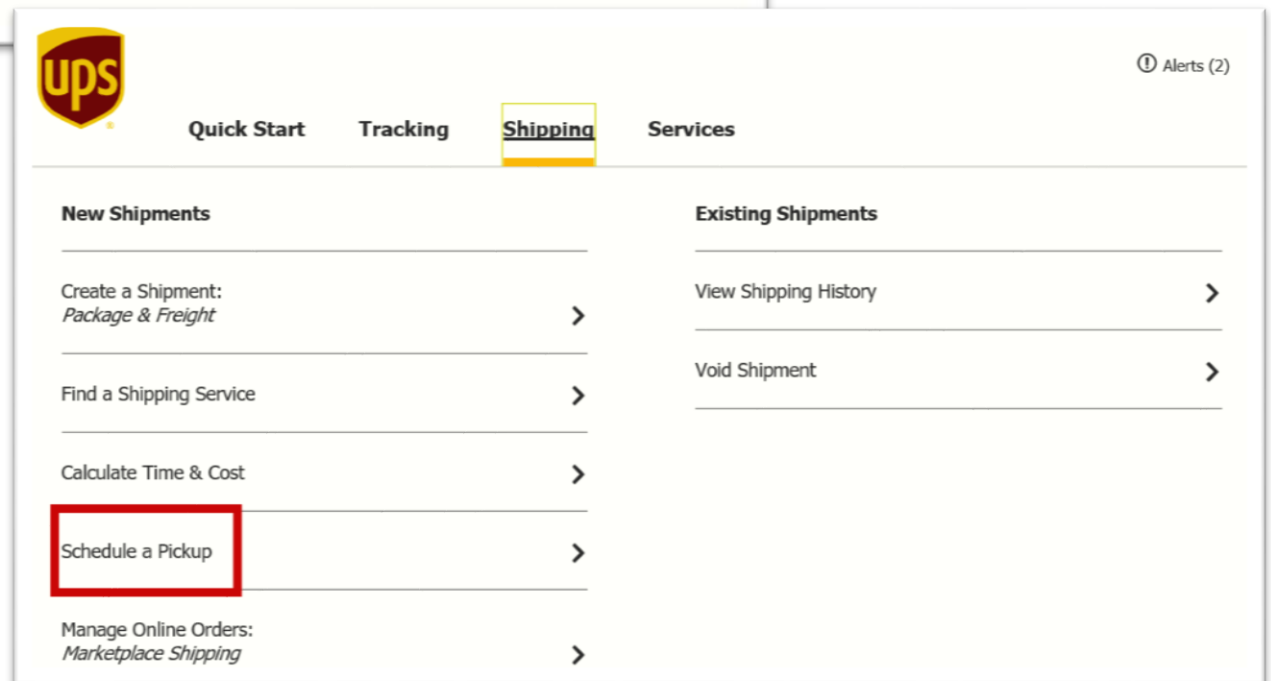 ups
Alerts (2)
Quick Start Tracking Shipping Services
New Shipments
Create a Shipment:
Package & Freight
Find a Shipping Service
Calculate Time & Cost
Schedule a Pickup
Manage Online Orders:
Marketplace Shipping
Existing Shipments
View Shipping History
Void Shipment